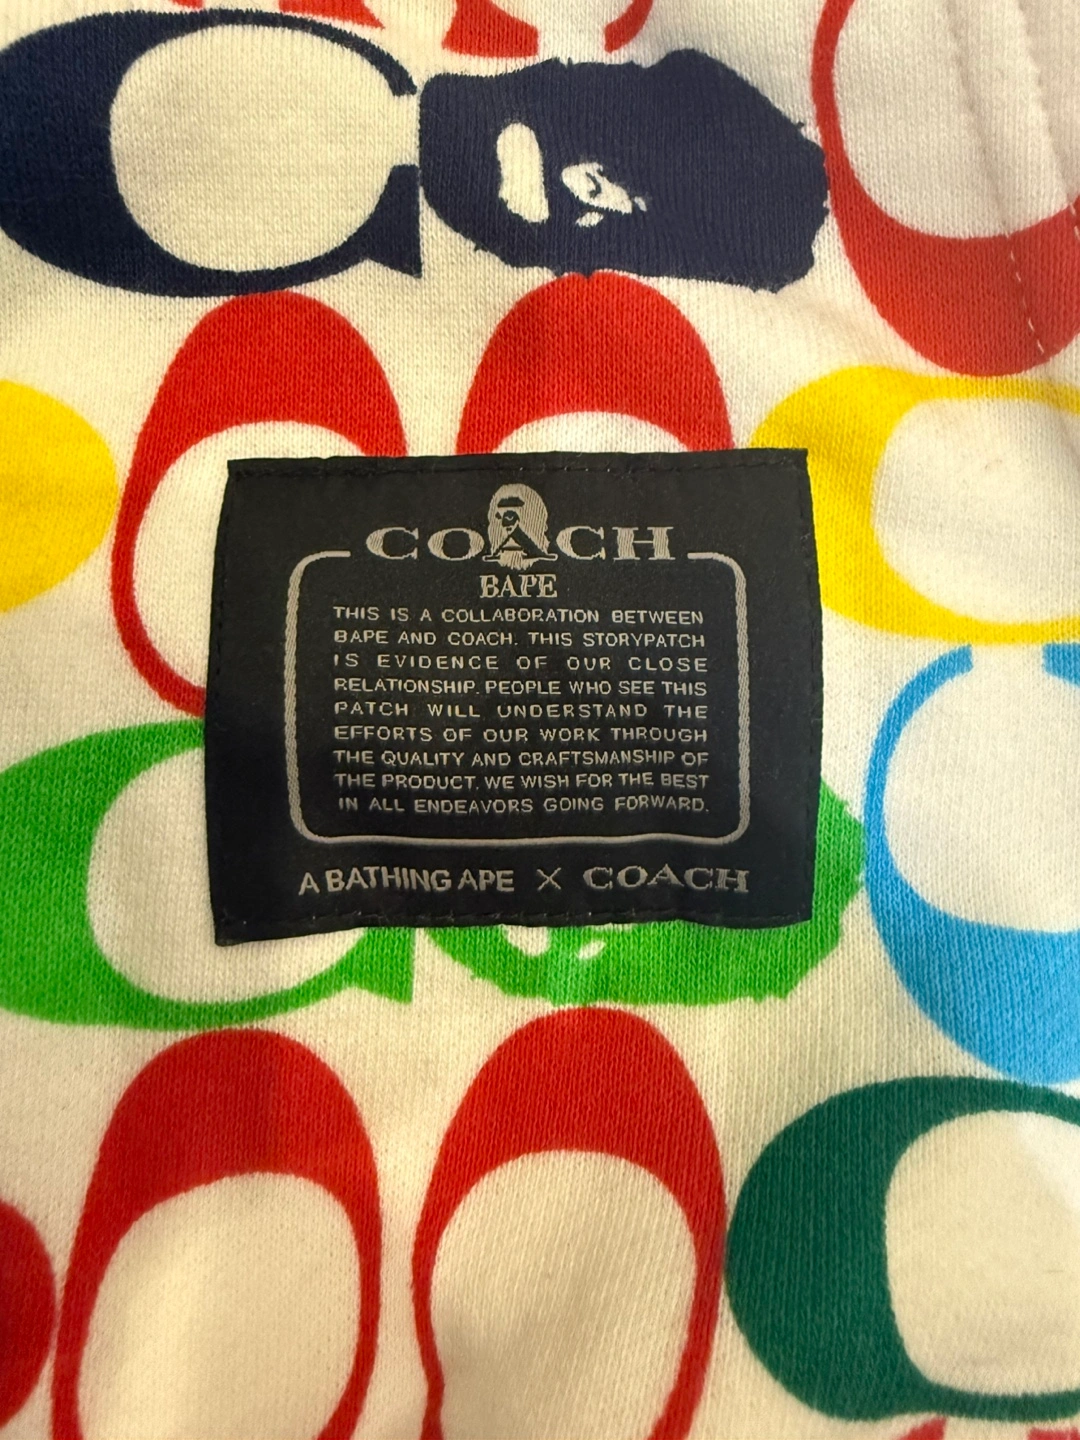 COACH
BAPE
THIS IS A COLLABORATION BETWEEN
BAPE AND COACH. THIS STORYPATCH
IS EVIDENCE OF OUR CLOSE
RELATIONSHIP. PEOPLE WHO SEE THIS
PATCH WILL UNDERSTAND THE
EFFORTS OF OUR WORK THROUGH
THE QUALITY AND CRAFTSMANSHIP OF
THE PRODUCT. WE WISH FOR THE BEST
IN ALL ENDEAVORS GOING FORWARD.
A BATHING APE X COACH